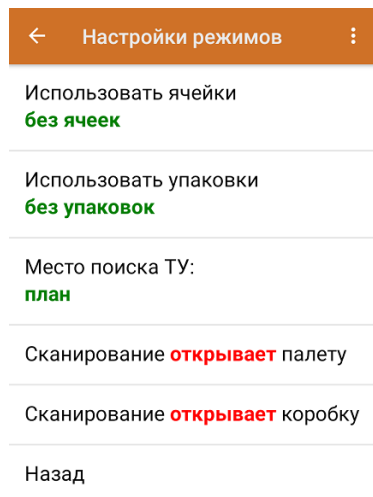 Настройки режимов
Использовать ячейки
без ячеек
Использовать упаковки
без упаковок
Место поиска ТУ:
план
Сканирование открывает палету
Сканирование открывает коробку
Назад